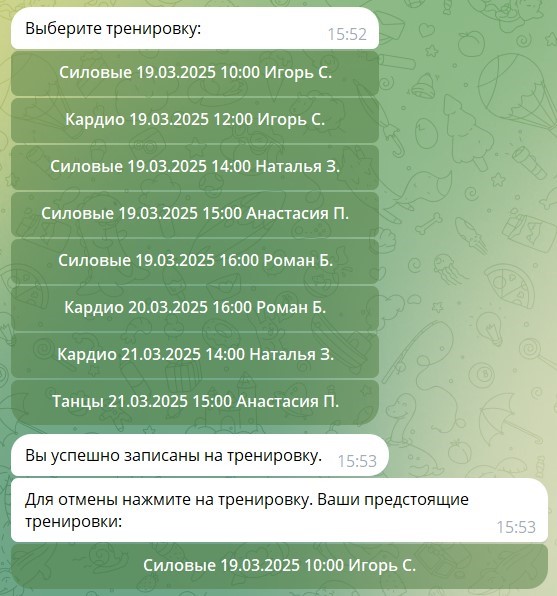 Выберите тренировку:
15:52
Силовые 19.03.2025 10:00 Игорь С.
Кардио 19.03.2025 12:00 Игорь С.
Силовые 19.03.2025 14:00 Наталья З.
Силовые 19.03.2025 15:00 Анастасия П.
Силовые 19.03.2025 16:00 Роман Б.
Кардио 20.03.2025 16:00 Роман Б.
Кардио 21.03.2025 14:00 Наталья З.
Танцы 21.03.2025 15:00 Анастасия П.
Вы успешно записаны на тренировку.
15:53
Для отмены нажмите на тренировку. Ваши предстоящие
тренировки:
15:53
Силовые 19.03.2025 10:00 Игорь С.